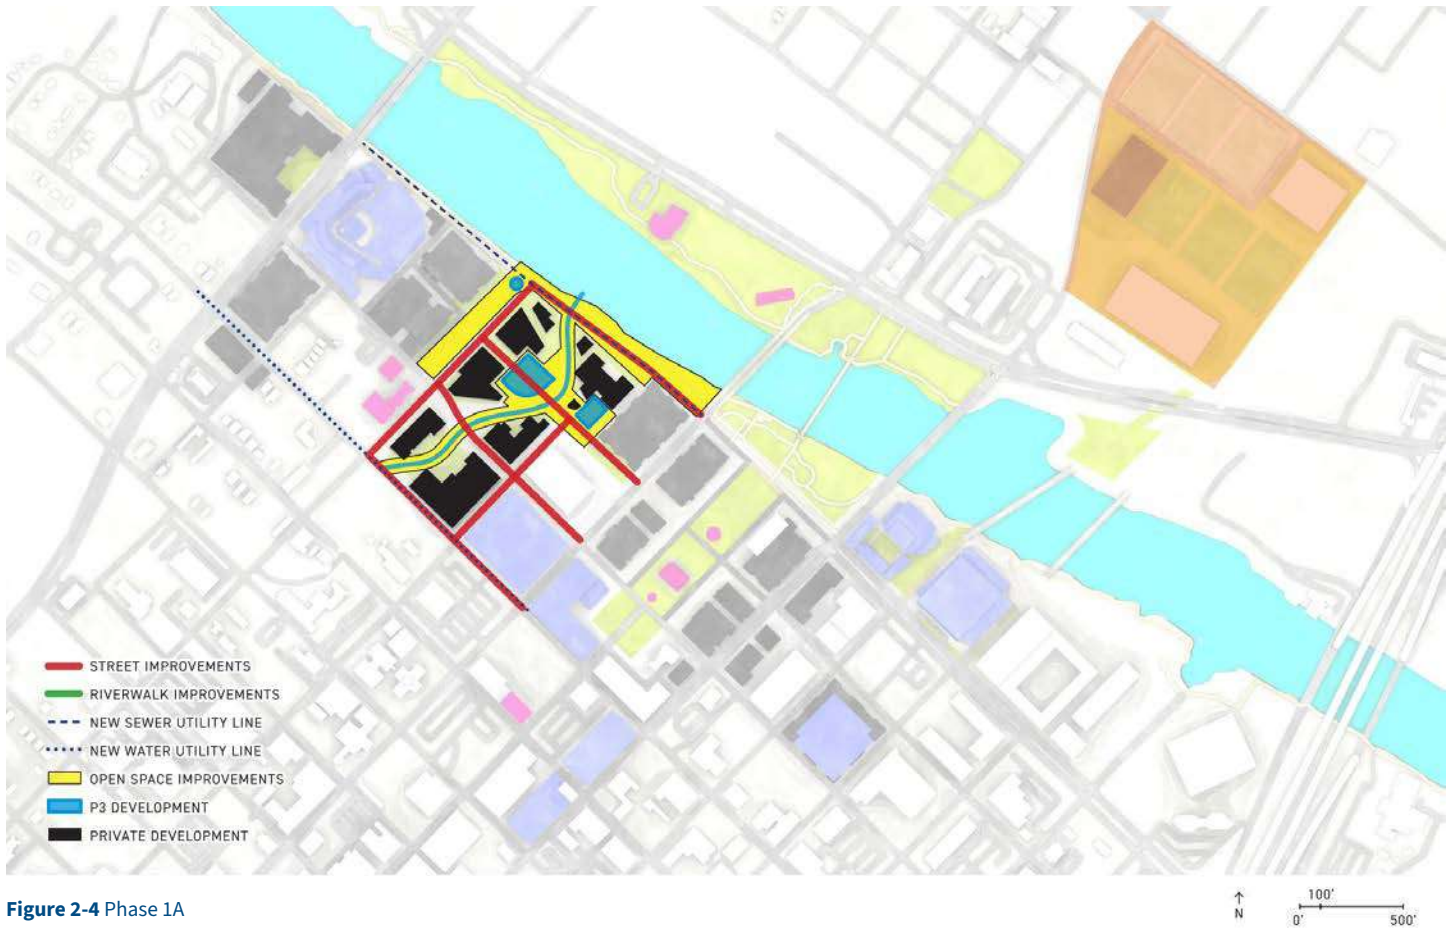 STREET IMPROVEMENTS
RIVERWALK IMPROVEMENTS
NEW SEWER UTILITY LINE
NEW WATER UTILITY LINE
OPEN SPACE IMPROVEMENTS
P3 DEVELOPMENT
PRIVATE DEVELOPMENT
Figure 2-4 Phase 1A
N
100'
0'
500'